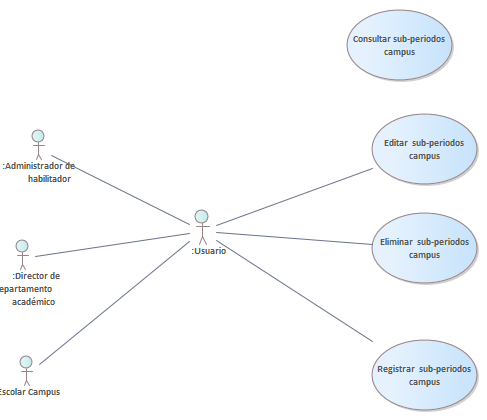 Consultar sub-periodos
campus
Editar sub-periodos
campus
:Administrador de
habilitador
Eliminar sub-periodos
campus
:Usuario
:Director de
epartamento
académico
Registrar sub-periodos
campus
Escolar Campus